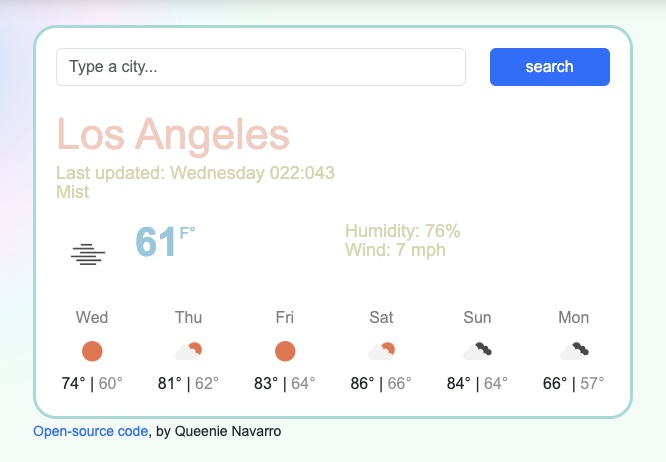 Type a city...
search
Los Angeles
Last updated: Wednesday 022:043
Mist
61 F°
Humidity: 76%
Wind: 7 mph
Wed Thu Fri Sat Sun Mon
74° | 60° 81° | 62° 83° | 64° 86° | 66° 84° | 64° 66° | 57°
Open-source code, by Queenie Navarro